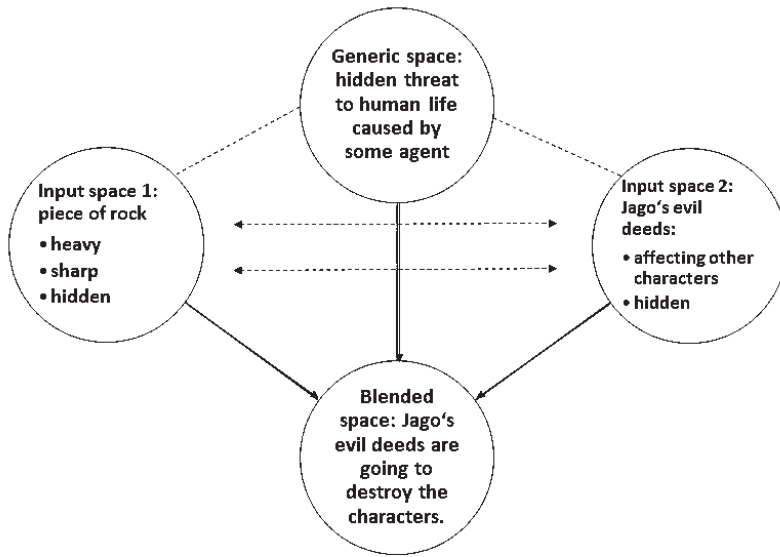 Generic space:
hidden threat
to human life
caused by
some agent
Input space 1:
piece of rock
• heavy
• sharp
• hidden
Input space 2:
Jago‘s evil
deeds:
• affecting other
characters
• hidden
Blended
space: Jago‘s
evil deeds are
going to
destroy the
characters.